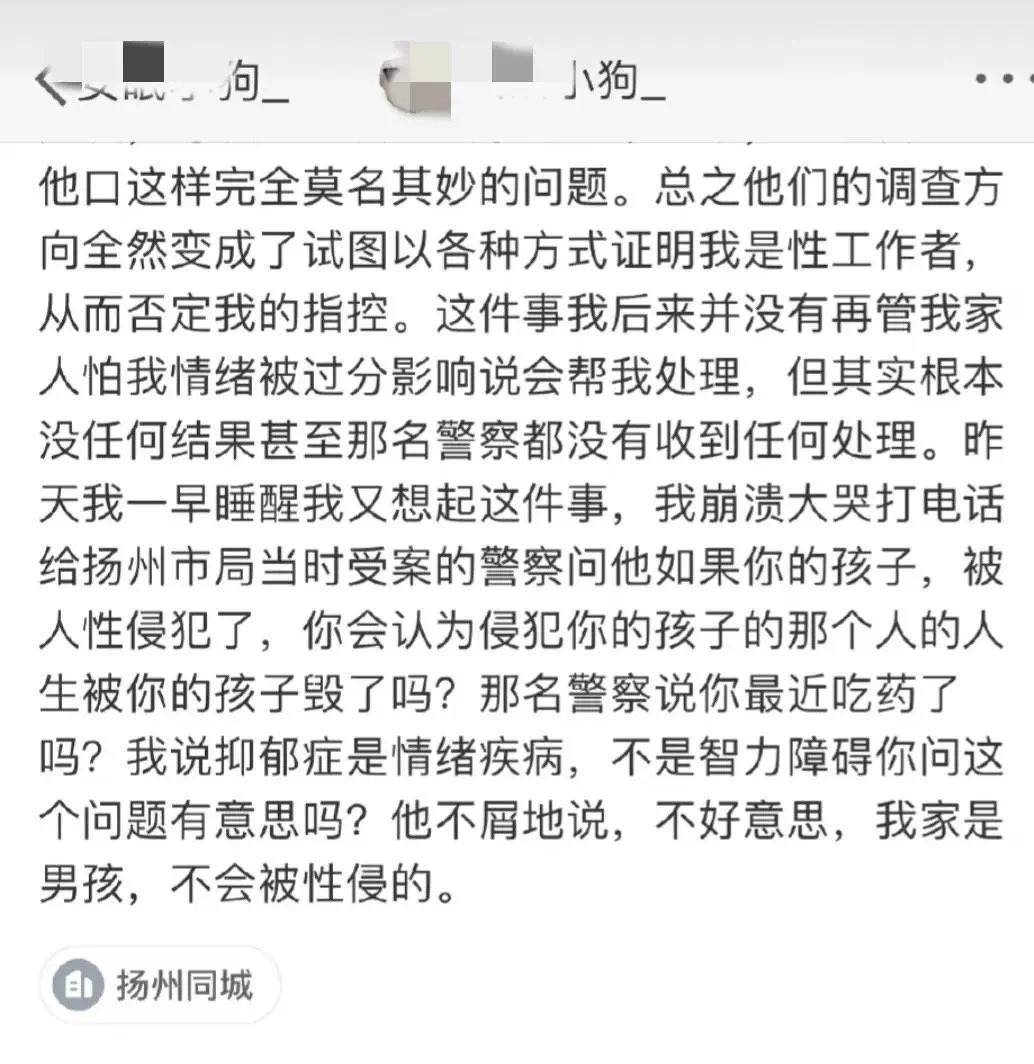 狗_
小狗_
他口这样完全莫名其妙的问题。总之他们的调查方
向全然变成了试图以各种方式证明我是性工作者，
从而否定我的指控。这件事我后来并没有再管我家
人怕我情绪被过分影响说会帮我处理，但其实根本
没任何结果甚至那名警察都没有收到任何处理。昨
天我一早睡醒我又想起这件事，我崩溃大哭打电话
给扬州市局当时受案的警察问他如果你的孩子，被
人性侵犯了，你会认为侵犯你的孩子的那个人的人
生被你的孩子毁了吗？那名警察说你最近吃药了
吗？我说抑郁症是情绪疾病，不是智力障碍你问这
个问题有意思吗？他不屑地说，不好意思，我家是
男孩，不会被性侵的。
扬州同城